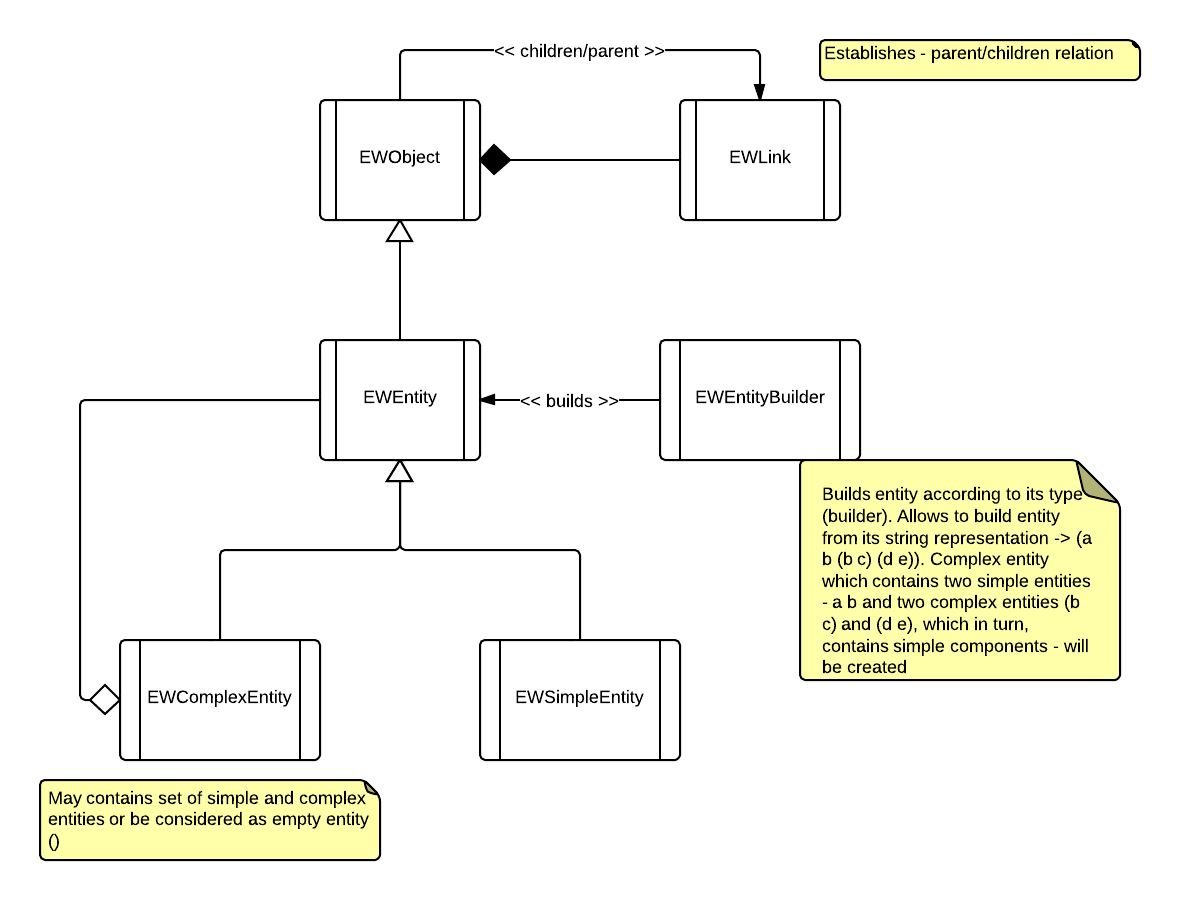 << children/parent >>
Establishes - parent/children relation
EWObject
EWLink
EWEntity
<< builds >>
EWEntityBuilder
Builds entity according to its type
(builder). Allows to build entity
from its string representation -> (a
b (b c) (d e)). Complex entity
which contains two simple entities
- a b and two complex entities (b
c) and (d e), which in turn,
contains simple components - will
be created
EWComplexEntity
EWSimpleEntity
May contains set of simple and complex
entities or be considered as empty entity
()